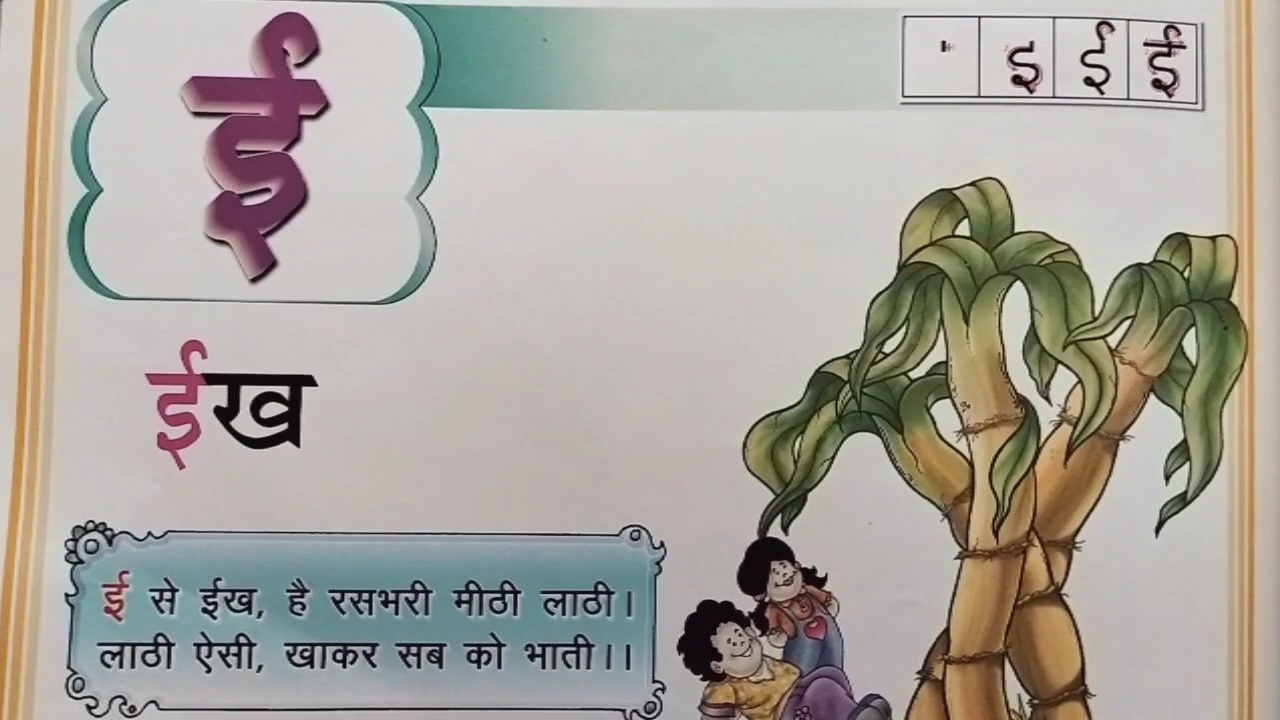 ई
इ ई ई
ईख
ई से ईख, है रसभरी मीठी लाठी।
लाठी ऐसी, खाकर सब को भाती।।